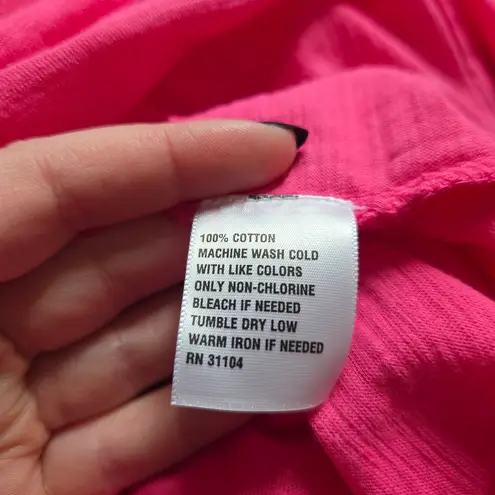 100% COTTON
MACHINE WASH COLD
WITH LIKE COLORS
ONLY NON-CHLORINE
BLEACH IF NEEDED
TUMBLE DRY LOW
WARM IRON IF NEEDED
RN 31104